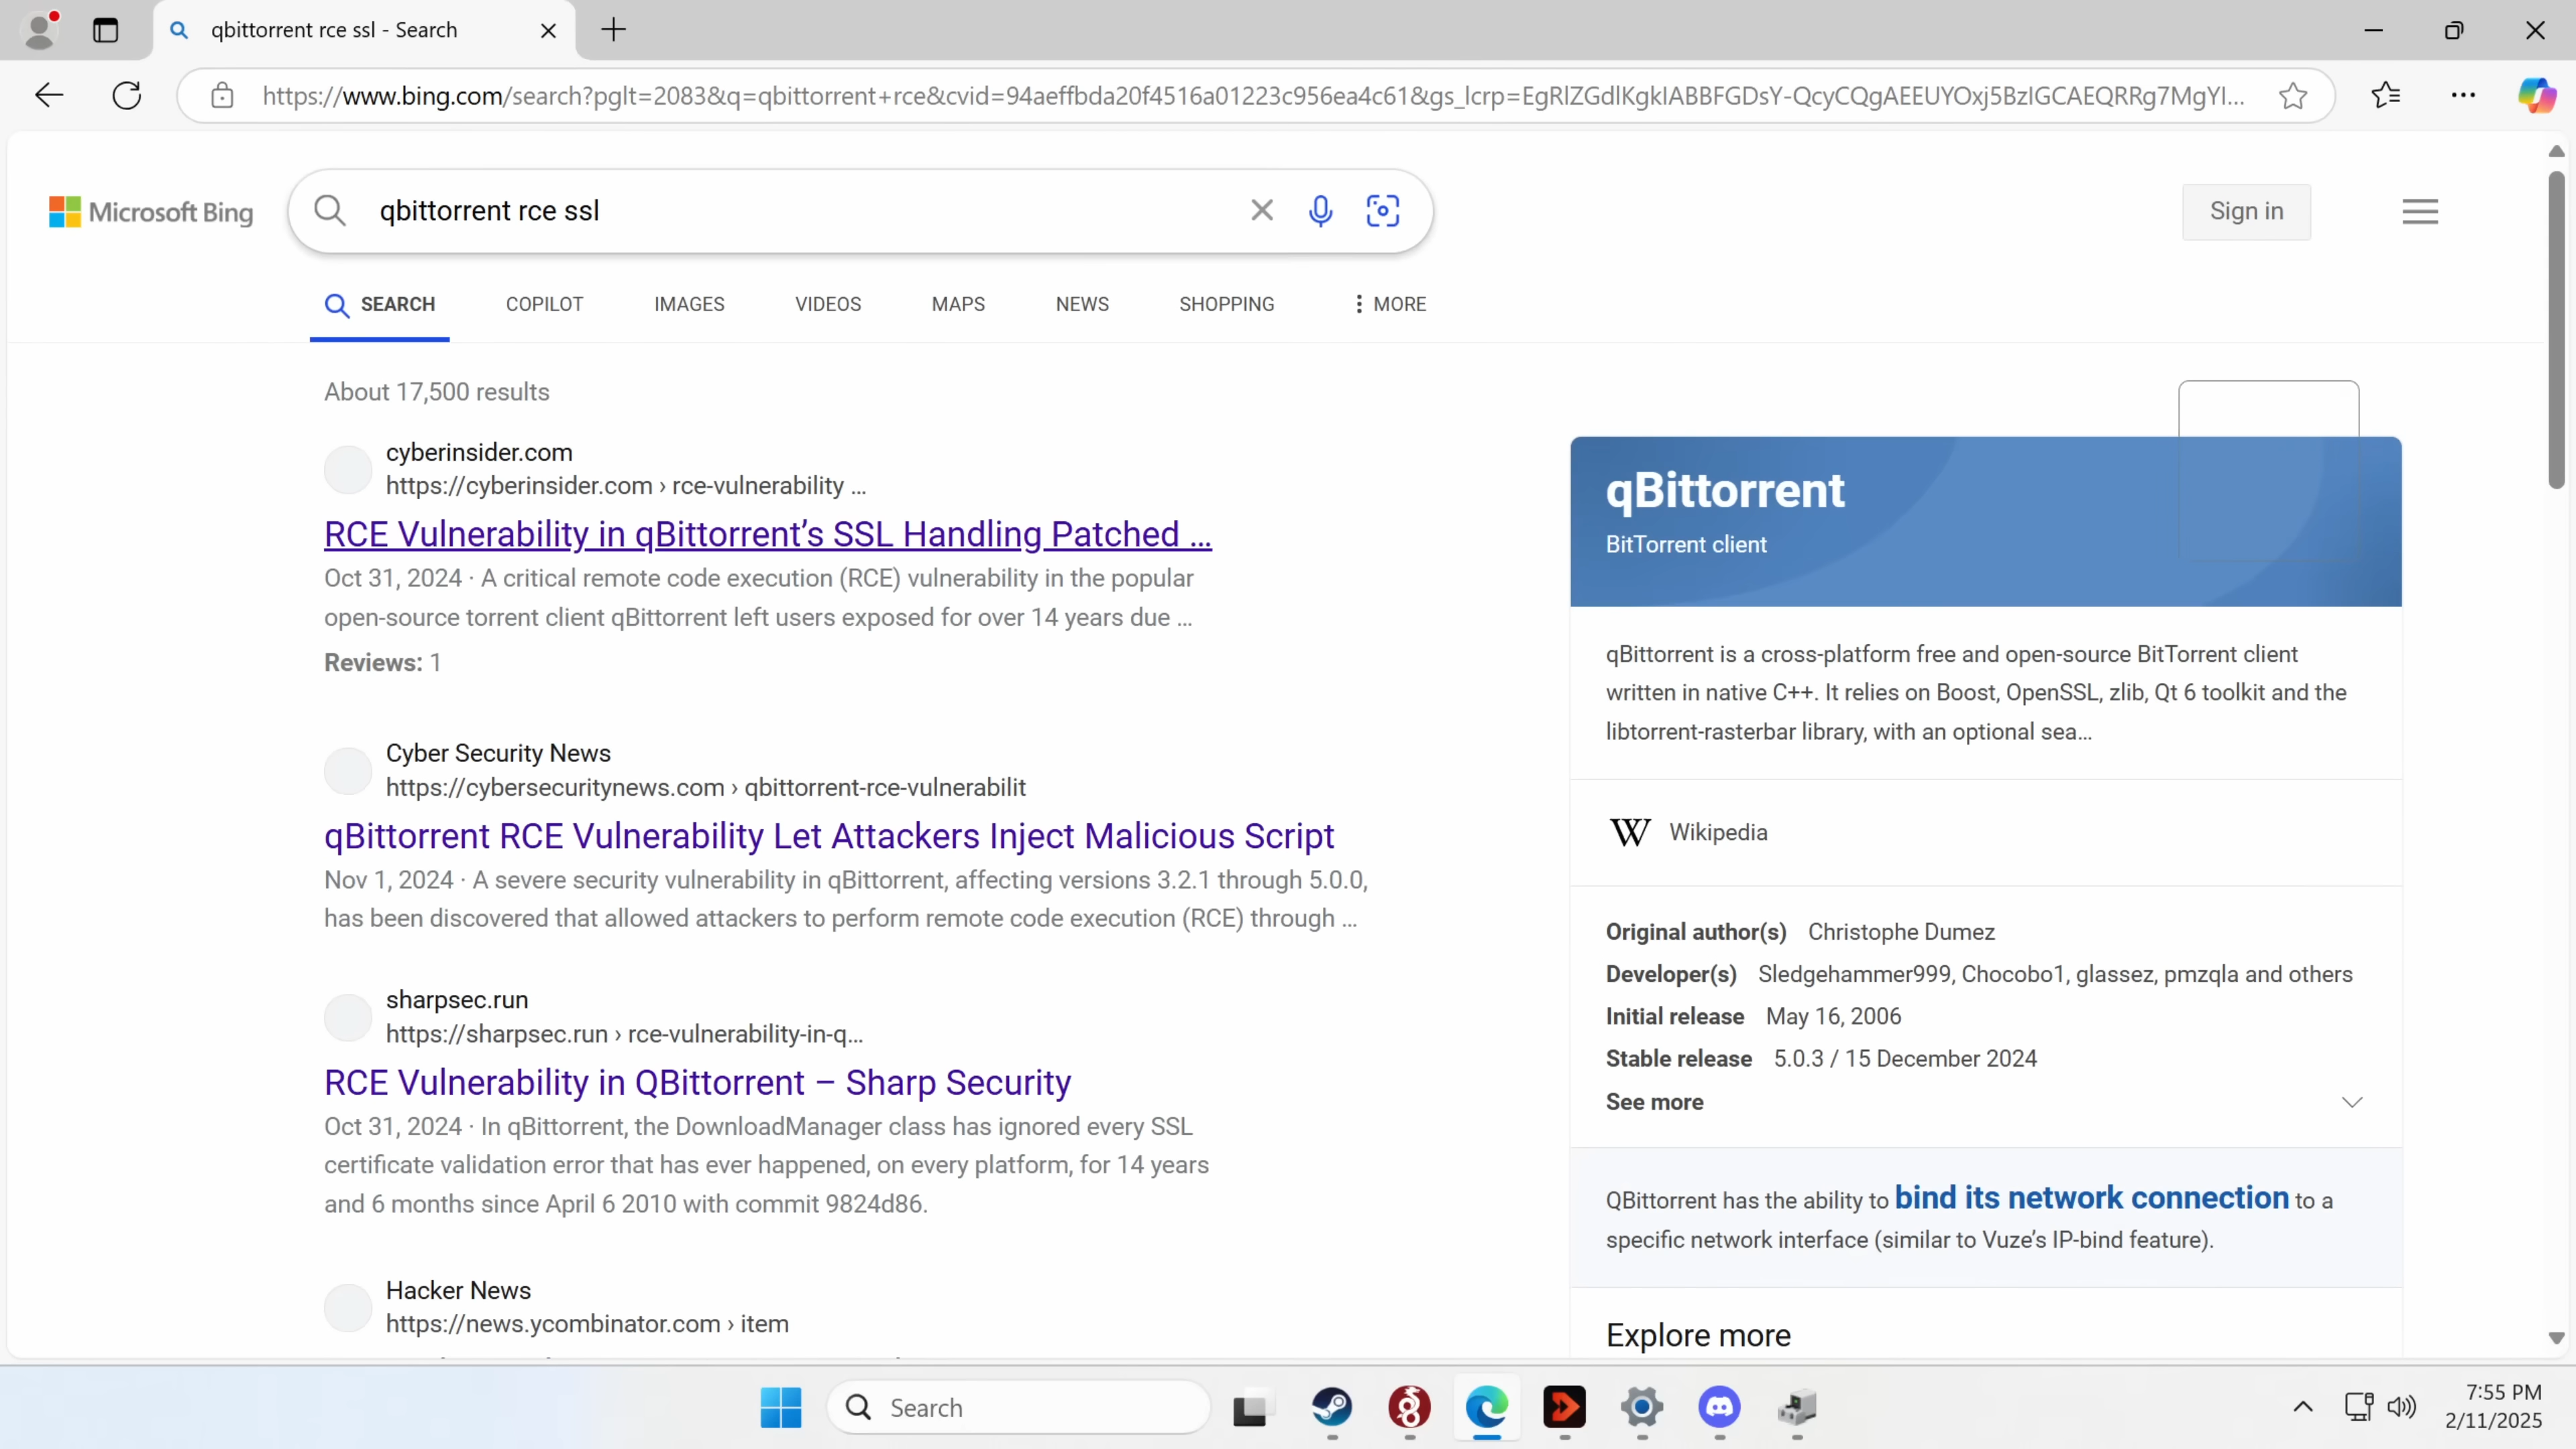 qbittorrent rce ssl - Search
https://www.bing.com/search?pglt=2083&q=qbittorrent+rce&cvid=94aeffbda20f4516a01223c956ea4c61&gs_lcrp=EgRlZGdlKgkIABBFGDsY-QcyCQgAEEUYOxj5BzIGCAEQRRg7MgYI...
Microsoft Bing
qbittorrent rce ssl
Sign in
SEARCH COPILOT IMAGES VIDEOS MAPS NEWS SHOPPING MORE
About 17,500 results
cyberinsider.com
https://cyberinsider.com › rce-vulnerability ...
RCE Vulnerability in qBittorrent’s SSL Handling Patched ...
Oct 31, 2024 · A critical remote code execution (RCE) vulnerability in the popular
open-source torrent client qBittorrent left users exposed for over 14 years due ...
Reviews: 1
Cyber Security News
https://cybersecuritynews.com › qbittorrent-rce-vulnerabilit
qBittorrent RCE Vulnerability Let Attackers Inject Malicious Script
Nov 1, 2024 · A severe security vulnerability in qBittorrent, affecting versions 3.2.1 through 5.0.0,
has been discovered that allowed attackers to perform remote code execution (RCE) through ...
sharpsec.run
https://sharpsec.run › rce-vulnerability-in-q...
RCE Vulnerability in QBittorrent – Sharp Security
Oct 31, 2024 · In qBittorrent, the DownloadManager class has ignored every SSL
certificate validation error that has ever happened, on every platform, for 14 years
and 6 months since April 6 2010 with commit 9824d86.
Hacker News
https://news.ycombinator.com › item
qBittorrent
BitTorrent client
qBittorrent is a cross-platform free and open-source BitTorrent client
written in native C++. It relies on Boost, OpenSSL, zlib, Qt 6 toolkit and the
libtorrent-rasterbar library, with an optional sea...
W Wikipedia
Original author(s) Christophe Dumez
Developer(s) Sledgehammer999, Chocobo1, glassez, pmzqla and others
Initial release May 16, 2006
Stable release 5.0.3 / 15 December 2024
See more
QBittorrent has the ability to bind its network connection to a
specific network interface (similar to Vuze’s IP-bind feature).
Explore more
Search
7:55 PM
2/11/2025